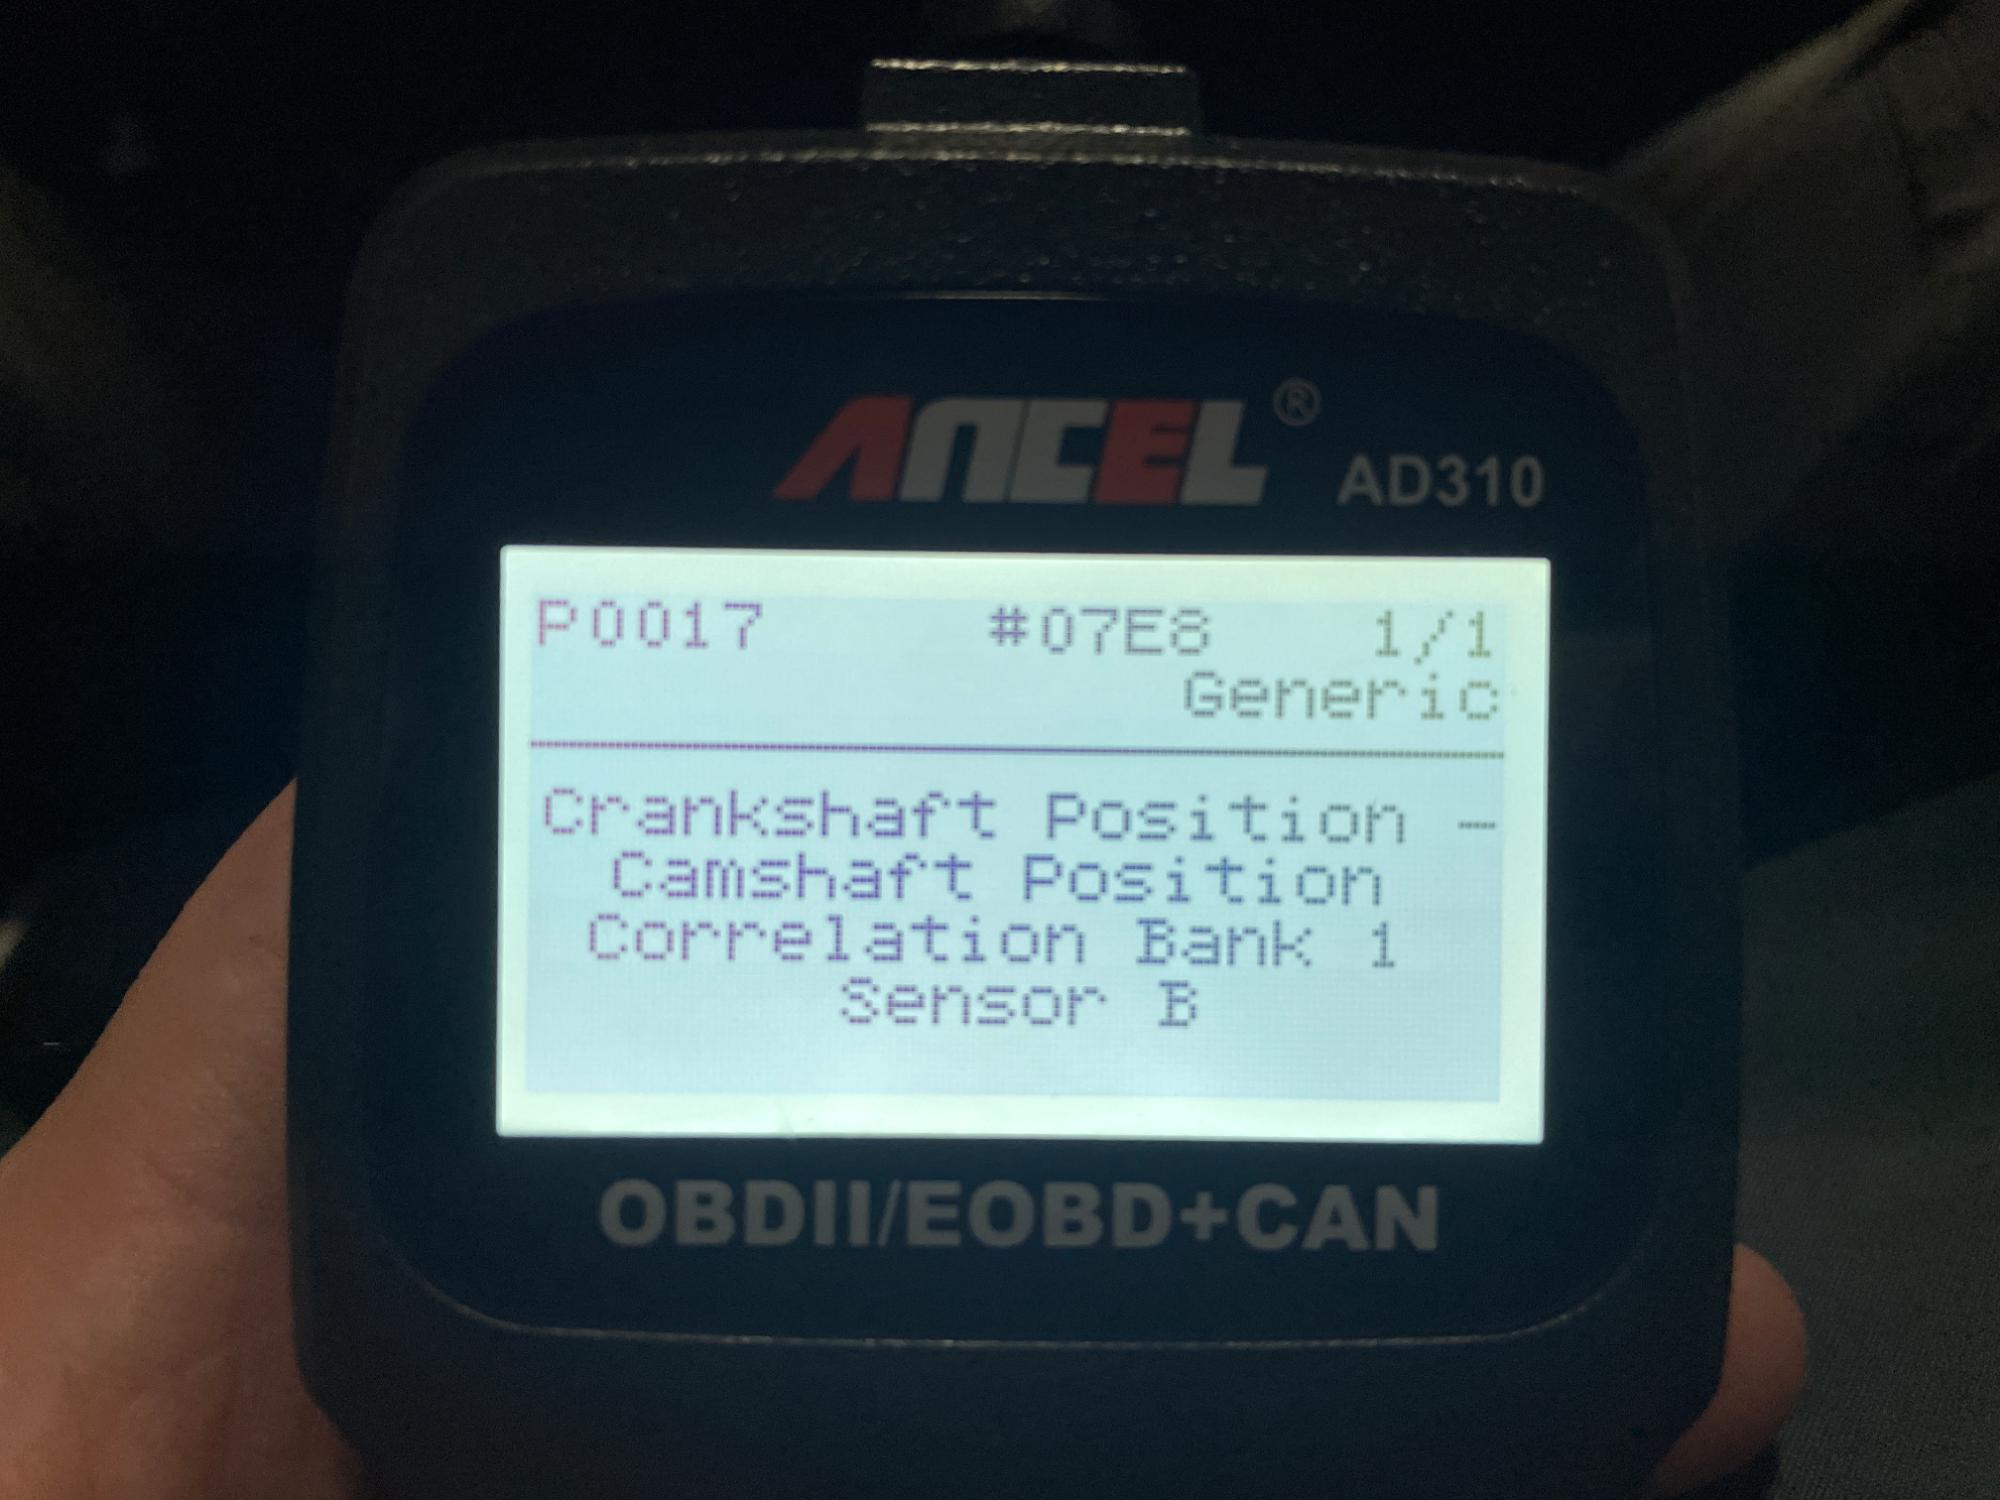 ANCEL® AD310
P0017 #07E8 1/1
Generic
Crankshaft Position -
Camshaft Position
Correlation Bank 1
Sensor B
OBDII/EOBD+CAN